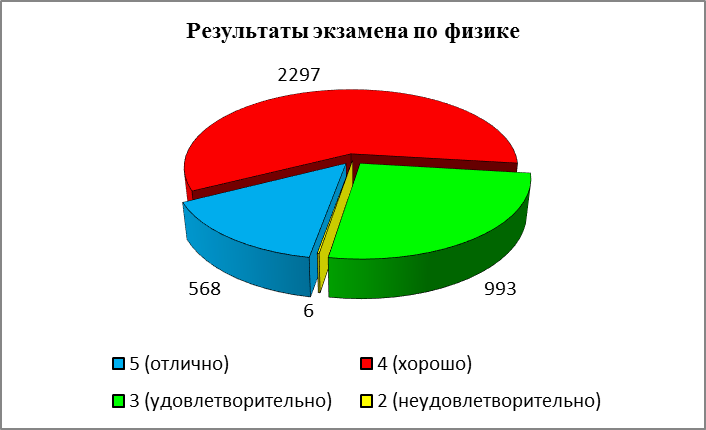 Результаты экзамена по физике
2297
568
6
993
5 (отлично)
4 (хорошо)
3 (удовлетворительно)
2 (неудовлетворительно)